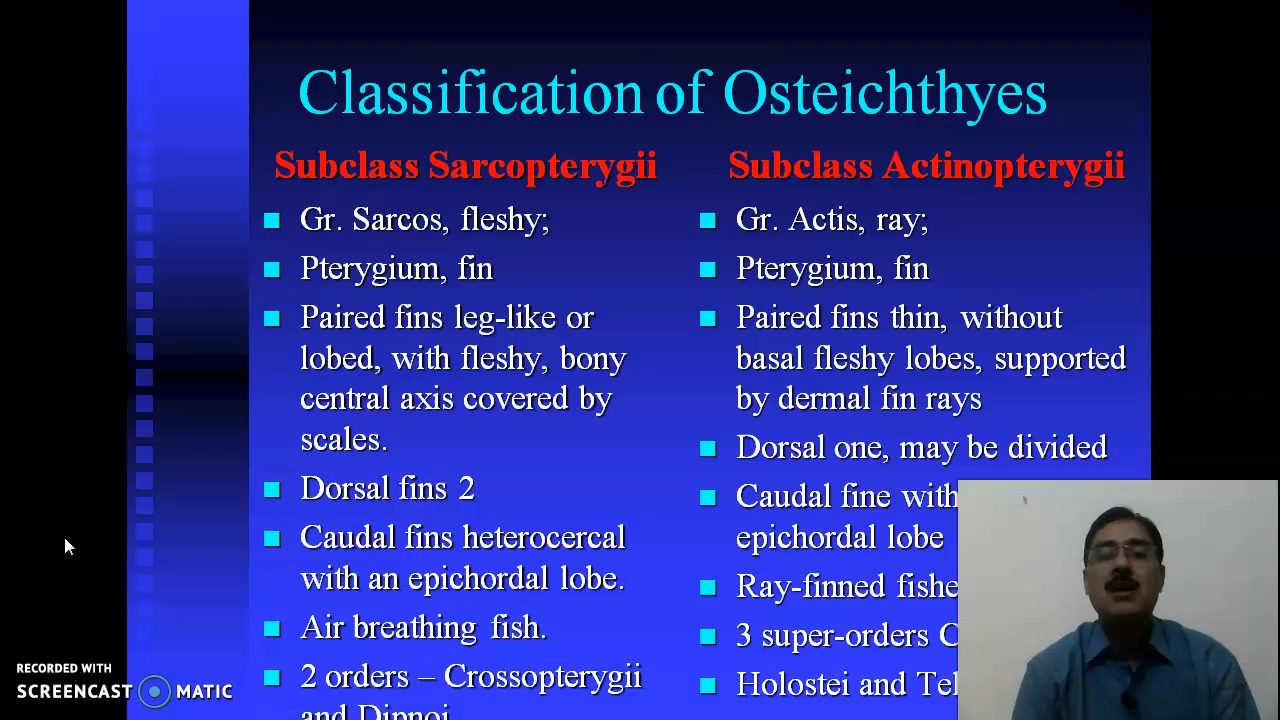 Classification of Osteichthyes
Subclass Sarcopterygii
Gr. Sarcos, fleshy;
Pterygium, fin
Paired fins leg-like or
lobed, with fleshy, bony
central axis covered by
scales.
Dorsal fins 2
Caudal fins heterocercal
with an epichordal lobe.
Air breathing fish.
2 orders – Crossopterygii
and Dipnoi
Subclass Actinopterygii
Gr. Actis, ray;
Pterygium, fin
Paired fins thin, without
basal fleshy lobes, supported
by dermal fin rays
Dorsal one, may be divided
Caudal fine
epichordal lobe
Ray-finned
3 super-orders
Holostei and
RECORDED WITH
SCREENCAST MATIC